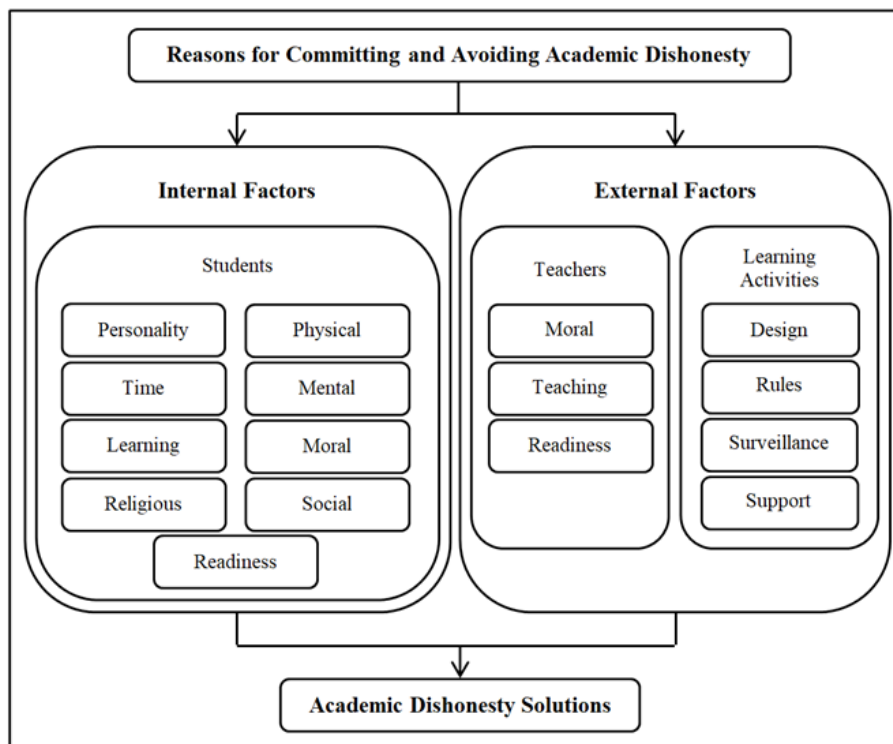 Reasons for Committing and Avoiding Academic Dishonesty
Internal Factors
Students
Personality
Physical
Time
Mental
Learning
Moral
Religious
Social
Readiness
External Factors
Teachers
Moral
Teaching
Readiness
Learning
Activities
Design
Rules
Surveillance
Support
Academic Dishonesty Solutions